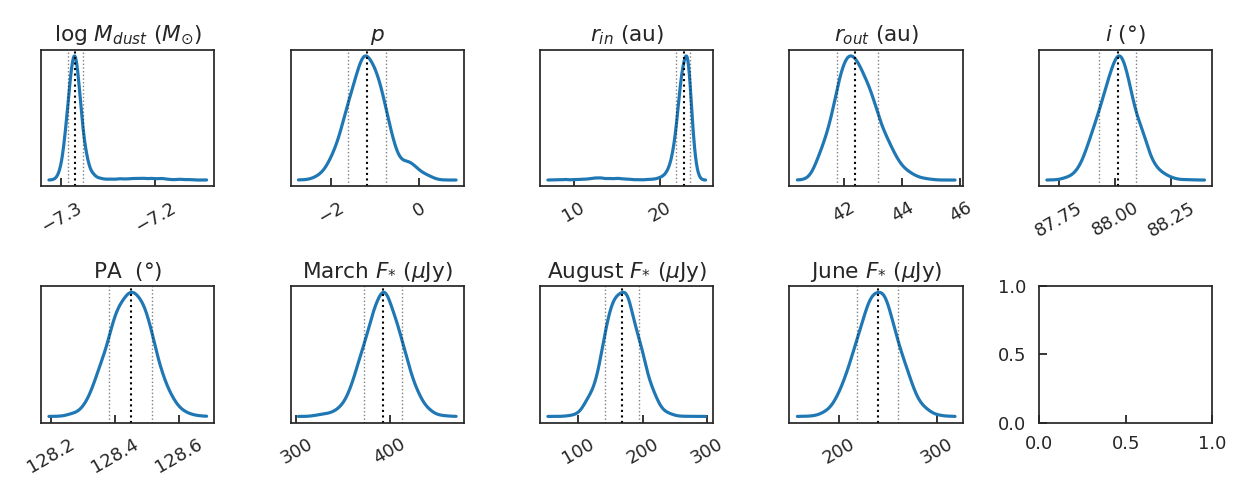 log M_dust (M_⊙) p r_in (au) r_out (au) i (°)
−7.3 −7.2 −2 0 10 20 42 44 46 87.75 88.00 88.25
PA (°) March F_* (μJy) August F_* (μJy) June F_* (μJy)
1.0
0.5
0.0
128.2 128.4 128.6 300 400 100 200 300 200 300 0.0 0.5 1.0